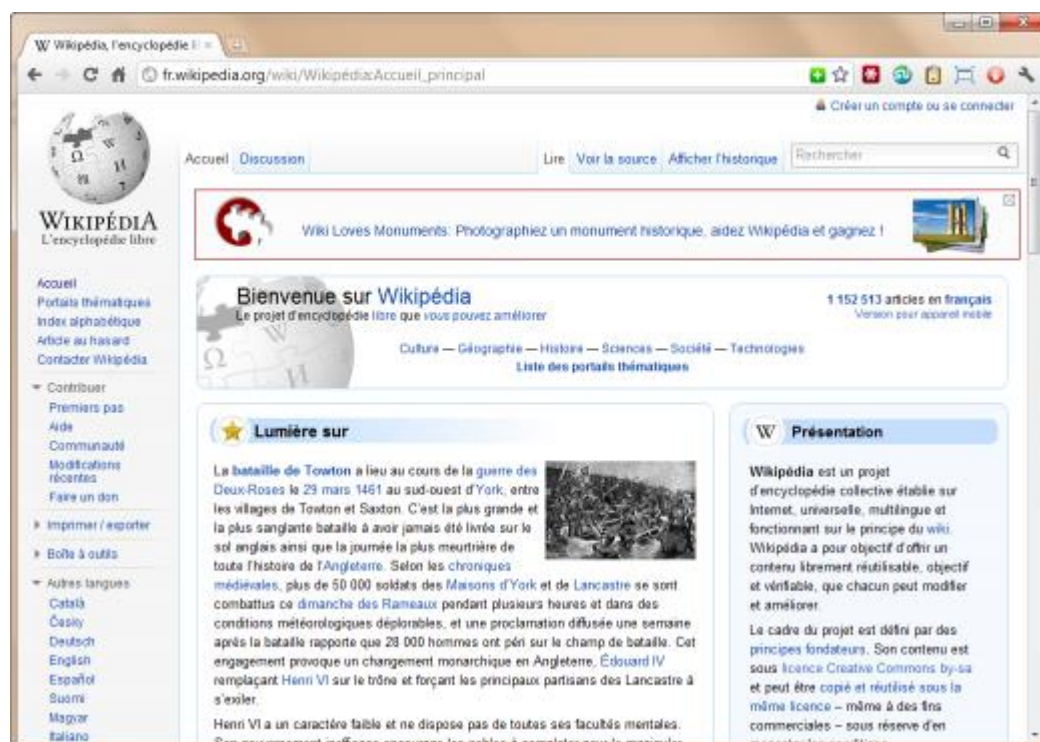 Wikipédia, l'encyclopédie li
fr.wikipedia.org/wiki/Wikipédia:Accueil_principal
Créer un compte ou se connecter
Accueil Discussion Lire Voir la source Afficher l'historique Rechercher
WIKIPÉDIA
L'encyclopédie libre
Wiki Loves Monuments: Photographiez un monument historique, aidez Wikipédia et gagnez !
Accueil
Portails thématiques
Index alphabétique
Article au hasard
Contacter Wikipédia
Contribuer
Premiers pas
Aide
Communauté
Modifications
récentes
Faire un don
Imprimer / exporter
Boîte à outils
Autres langues
Català
Česky
Deutsch
English
Español
Suomi
Magyar
Italiano
Bienvenue sur Wikipédia
Le projet d'encyclopédie libre que vous pouvez améliorer
1 152 513 articles en français
Version pour appareil mobile
Culture — Géographie — Histoire — Sciences — Société — Technologies
Liste des portails thématiques
Lumière sur
La bataille de Towton a lieu au cours de la guerre des
Deux-Roses le 29 mars 1461 au sud-ouest d'York, entre
les villages de Towton et Saxton. C'est la plus grande et
la plus sanglante bataille à avoir jamais été livrée sur le
sol anglais ainsi que la journée la plus meurtrière de
toute l'histoire de l'Angleterre. Selon les chroniques
médiévales, plus de 50 000 soldats des Maisons d'York et de Lancastre se sont
combattus ce dimanche des Rameaux pendant plusieurs heures et dans des
conditions météorologiques déplorables, et une proclamation diffusée une semaine
après la bataille rapporte que 28 000 hommes ont péri sur le champ de bataille. Cet
engagement provoque un changement monarchique en Angleterre, Édouard IV
remplaçant Henri VI sur le trône et forçant les principaux partisans des Lancastre à
s'exiler.
Henri VI a un caractère faible et ne dispose pas de toutes ses facultés mentales.
Présentation
Wikipédia est un projet
d'encyclopédie collective établie sur
Internet, universelle, multilingue et
fonctionnant sur le principe du wiki.
Wikipédia a pour objectif d'offrir un
contenu librement réutilisable, objectif
et vérifiable, que chacun peut modifier
et améliorer.
Le cadre du projet est défini par des
principes fondateurs. Son contenu est
sous licence Creative Commons by-sa
et peut être copié et réutilisé sous la
même licence – même à des fins
commerciales – sous réserve d'en